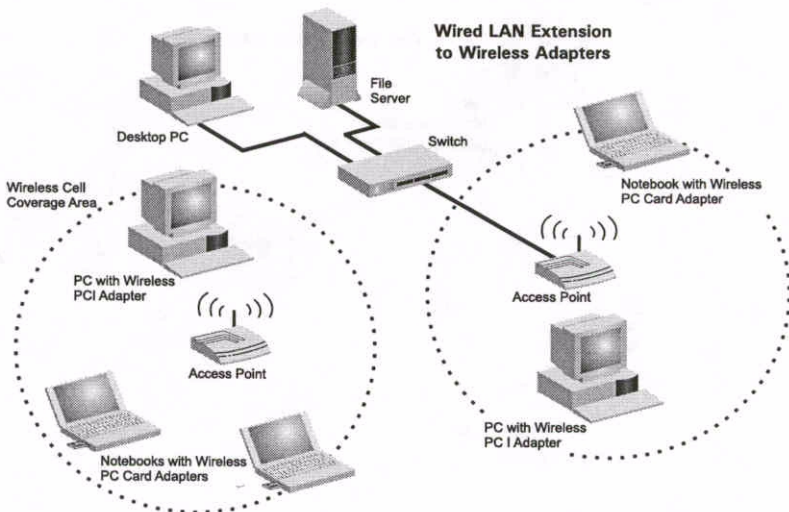 Wired LAN Extension
to Wireless Adapters
File
Server
Desktop PC
Switch
Wireless Cell
Coverage Area
Notebook with Wireless
PC Card Adapter
PC with Wireless
PCI Adapter
Access Point
Access Point
PC with Wireless
PC I Adapter
Notebooks with Wireless
PC Card Adapters